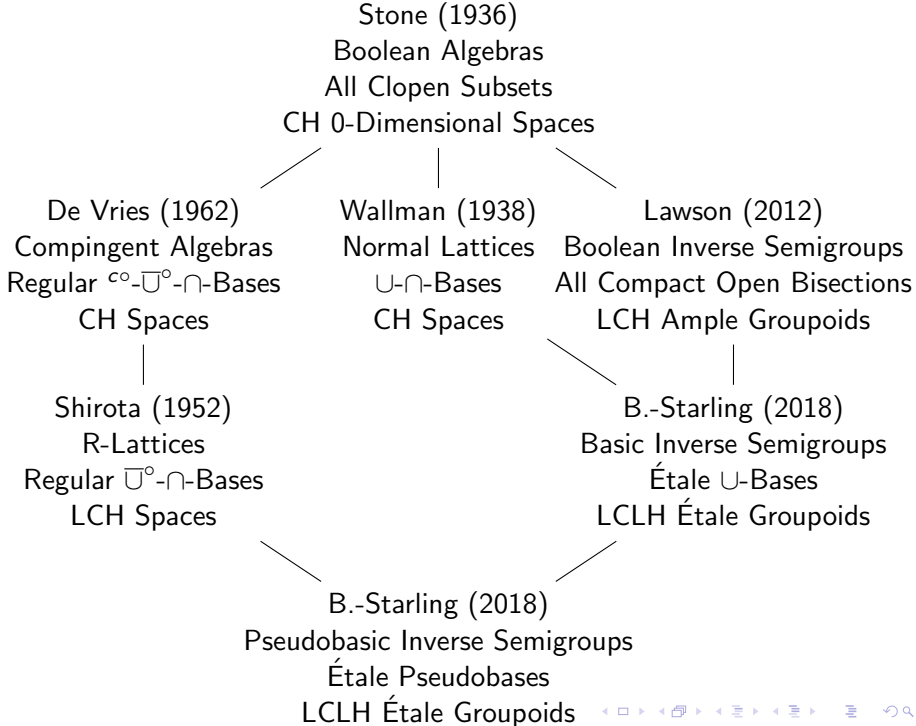 Stone (1936)
Boolean Algebras
All Clopen Subsets
CH 0-Dimensional Spaces
De Vries (1962)
Compingent Algebras
Regular ᶜ°-∪̅°-∩-Bases
CH Spaces
Wallman (1938)
Normal Lattices
∪-∩-Bases
CH Spaces
Lawson (2012)
Boolean Inverse Semigroups
All Compact Open Bisections
LCH Ample Groupoids
Shirota (1952)
R-Lattices
Regular ∪̅°-∩-Bases
LCH Spaces
B.-Starling (2018)
Basic Inverse Semigroups
Étale ∪-Bases
LCLH Étale Groupoids
B.-Starling (2018)
Pseudobasic Inverse Semigroups
Étale Pseudobases
LCLH Étale Groupoids